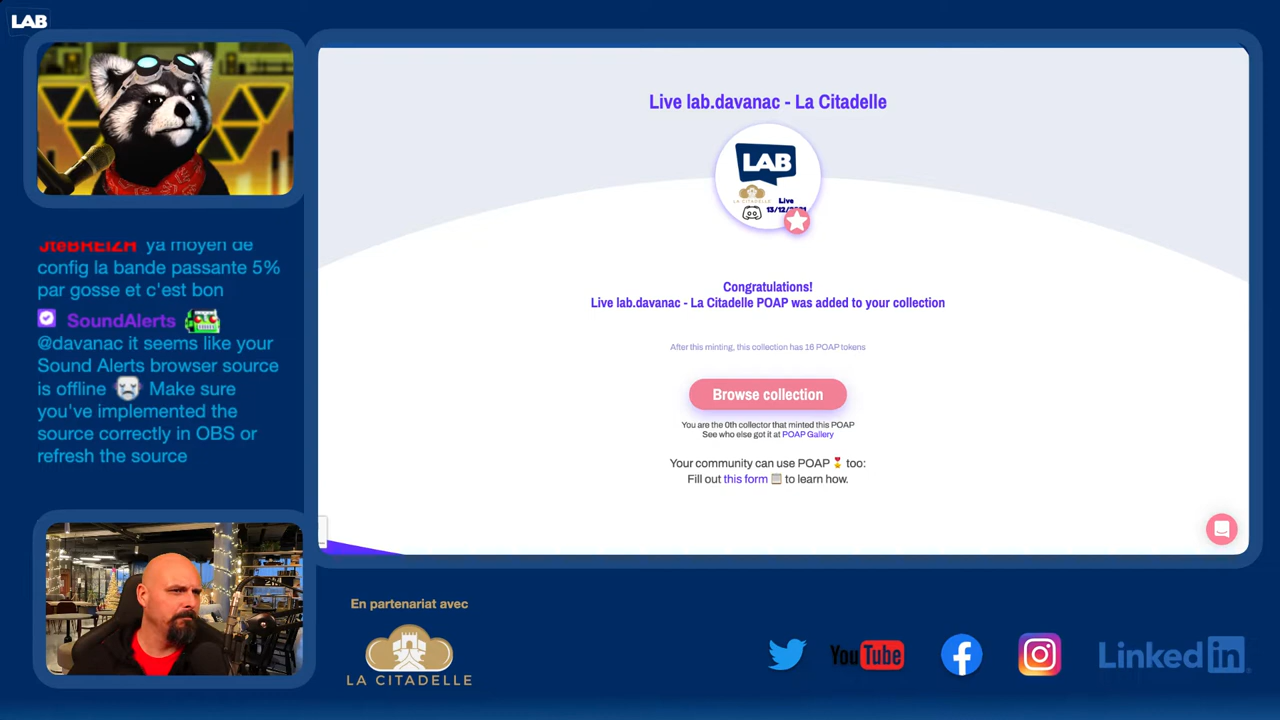 LAB
JteBREIZH ya moyen de
config la bande passante 5%
par gosse et c'est bon
SoundAlerts
@davanac it seems like your
Sound Alerts browser source
is offline Make sure
you've implemented the
source correctly in OBS or
refresh the source
Live lab.davanac - La Citadelle
LAB
LA CITADELLE
Live
Congratulations!
Live lab.davanac - La Citadelle POAP was added to your collection
After this minting, this collection has 16 POAP tokens
Browse collection
You are the 0th collector that minted this POAP
See who else got it at POAP Gallery
Your community can use POAP too:
Fill out this form to learn how.
En partenariat avec
LA CITADELLE
YouTube
Linked in